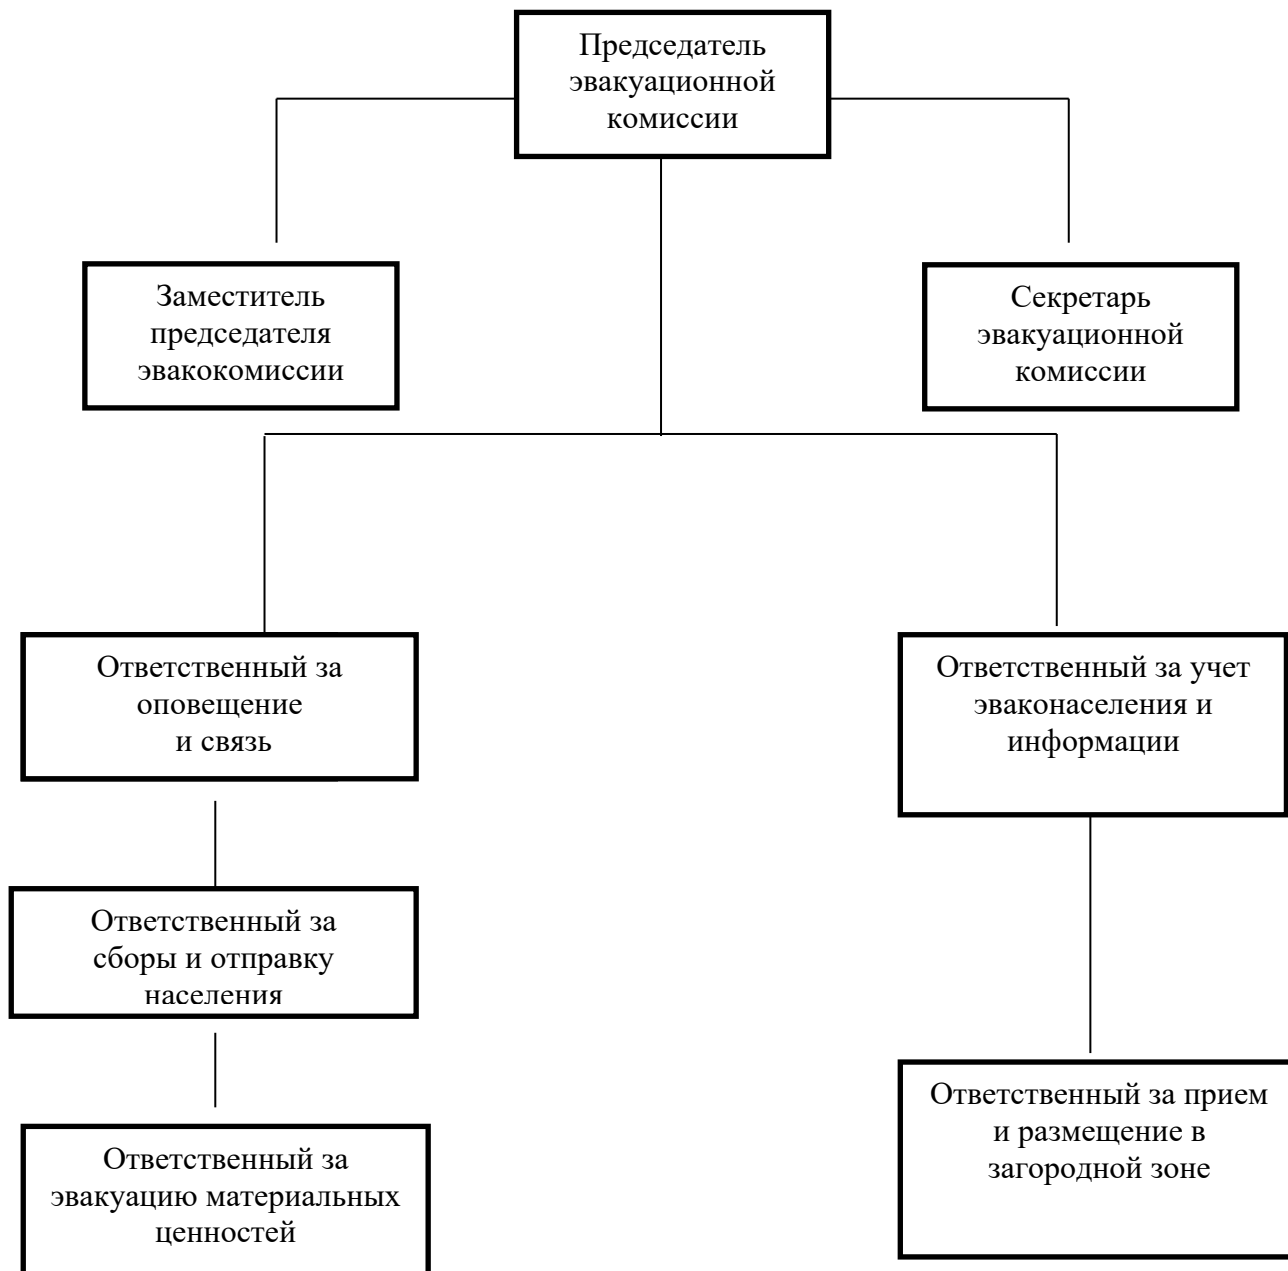 Председатель
эвакуационной
комиссии
Заместитель
председателя
эвакокомиссии
Секретарь
эвакуационной
комиссии
Ответственный за
оповещение
и связь
Ответственный за учет
эваконаселения и
информации
Ответственный за
сборы и отправку
населения
Ответственный за прием
и размещение в
загородной зоне
Ответственный за
эвакуацию материальных
ценностей